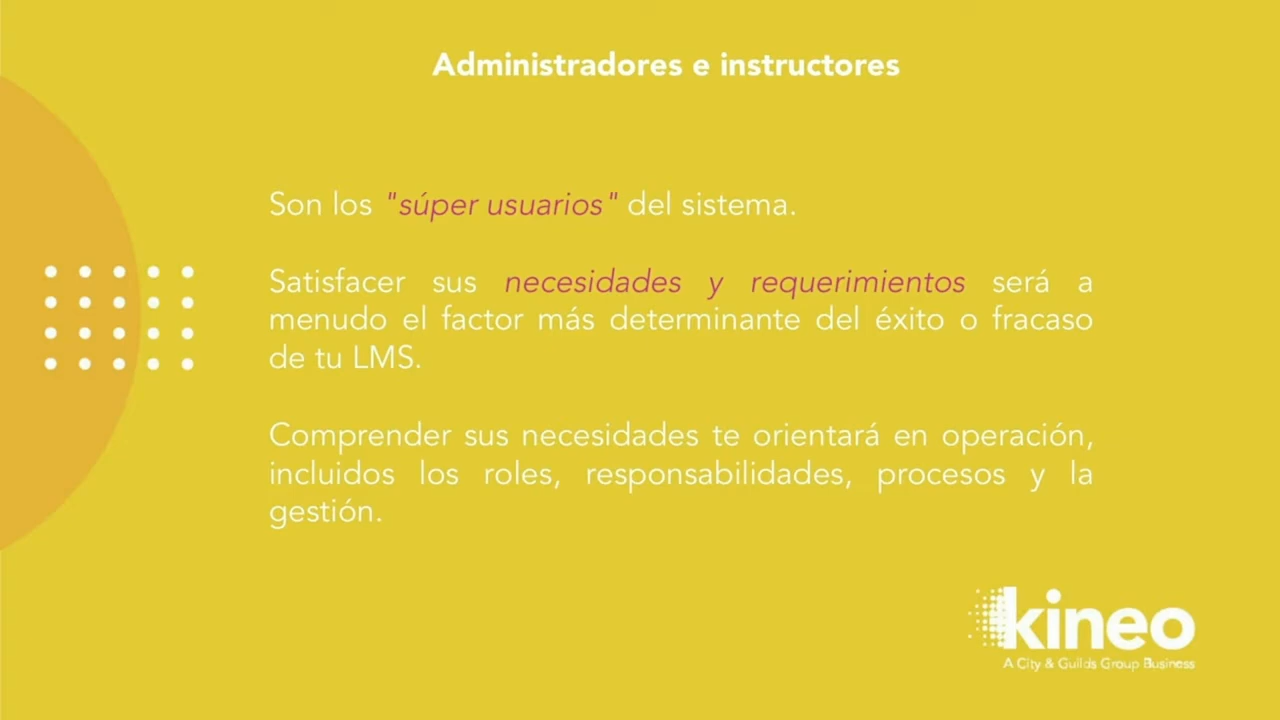 Administradores e instructores
Son los "súper usuarios" del sistema.
Satisfacer sus necesidades y requerimientos será a
menudo el factor más determinante del éxito o fracaso
de tu LMS.
Comprender sus necesidades te orientará en operación,
incluidos los roles, responsabilidades, procesos y la
gestión.
kineo
A City & Guilds Group Business